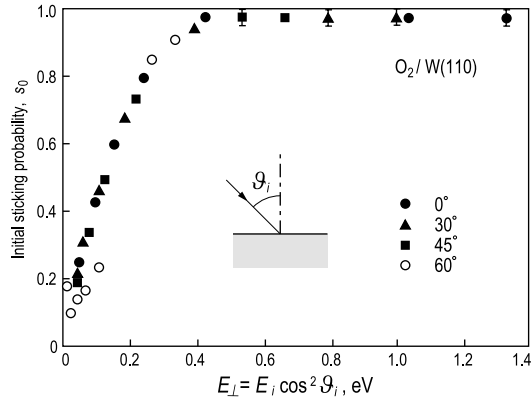 1.0
0.8
0.6
0.4
0.2
0
Initial sticking probability, s₀
O₂ / W(110)
ϑᵢ
0°
30°
45°
60°
0 0.2 0.4 0.6 0.8 1.0 1.2 1.4
E⊥ = Eᵢ cos² ϑᵢ, eV